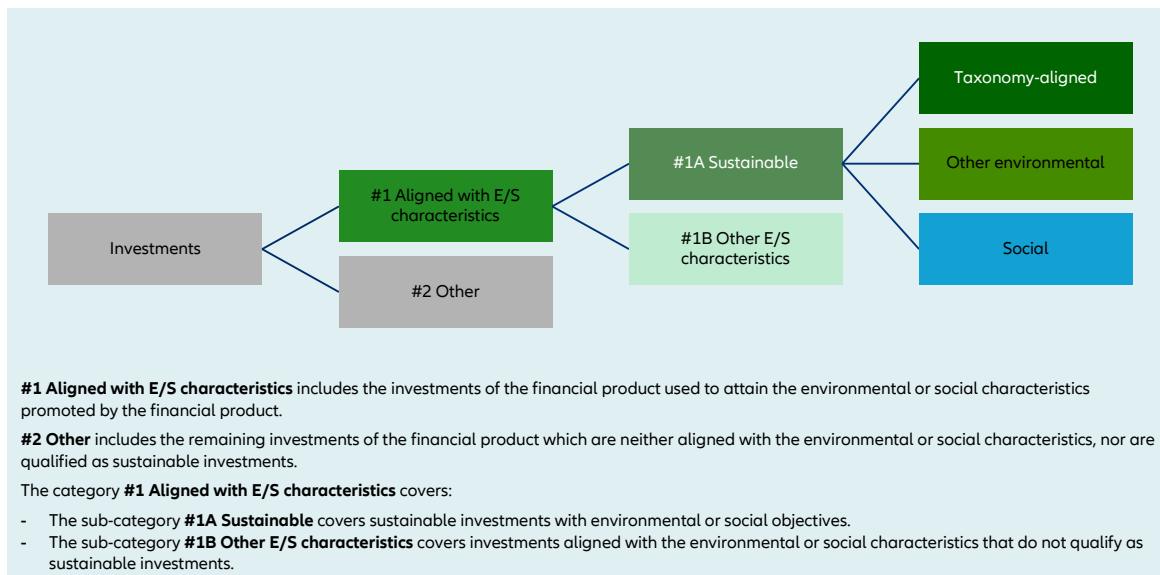 Taxonomy-aligned
#1A Sustainable
Other environmental
#1 Aligned with E/S
characteristics
Investments
#1B Other E/S
characteristics
Social
#2 Other
#1 Aligned with E/S characteristics includes the investments of the financial product used to attain the environmental or social characteristics
promoted by the financial product.
#2 Other includes the remaining investments of the financial product which are neither aligned with the environmental or social characteristics, nor are
qualified as sustainable investments.
The category #1 Aligned with E/S characteristics covers:
- The sub-category #1A Sustainable covers sustainable investments with environmental or social objectives.
- The sub-category #1B Other E/S characteristics covers investments aligned with the environmental or social characteristics that do not qualify as
sustainable investments.